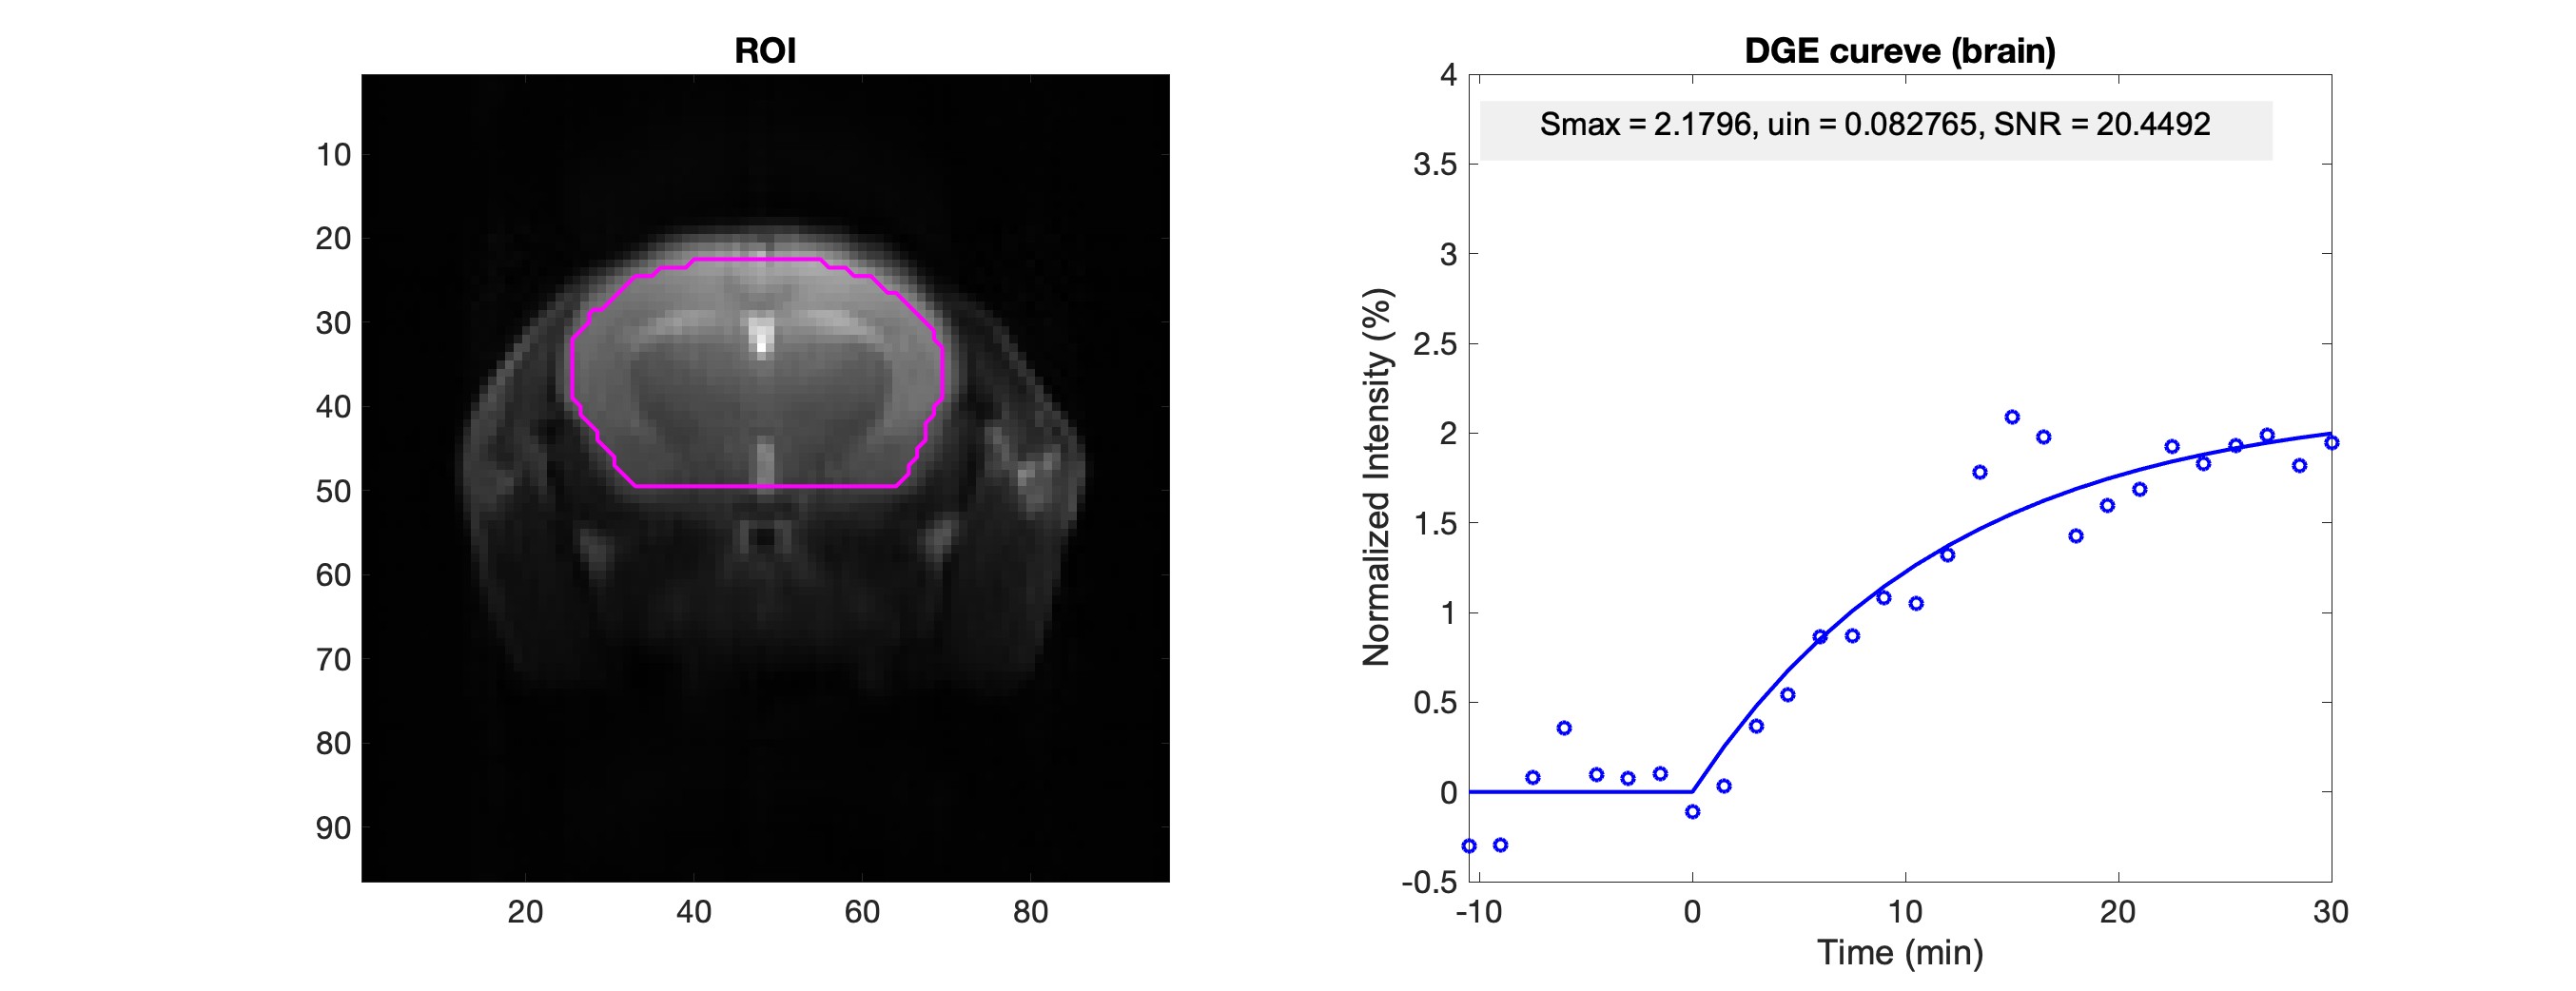 ROI
10
20
30
40
50
60
70
80
90
20 40 60 80
DGE cureve (brain)
Smax = 2.1796, uin = 0.082765, SNR = 20.4492
4
3.5
3
2.5
2
1.5
1
0.5
0
-0.5
Normalized Intensity (%)
-10 0 10 20 30
Time (min)